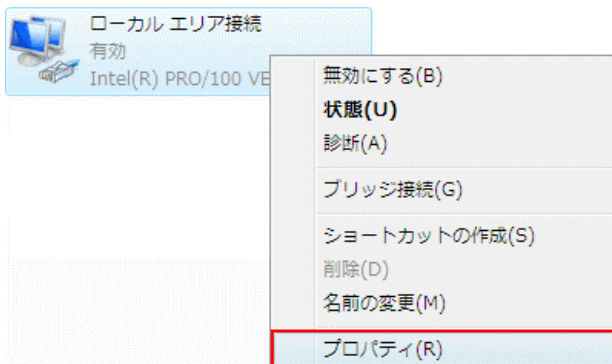 ローカル エリア接続
有効
Intel(R) PRO/100 VE
無効にする(B)
状態(U)
診断(A)
ブリッジ接続(G)
ショートカットの作成(S)
削除(D)
名前の変更(M)
プロパティ(R)